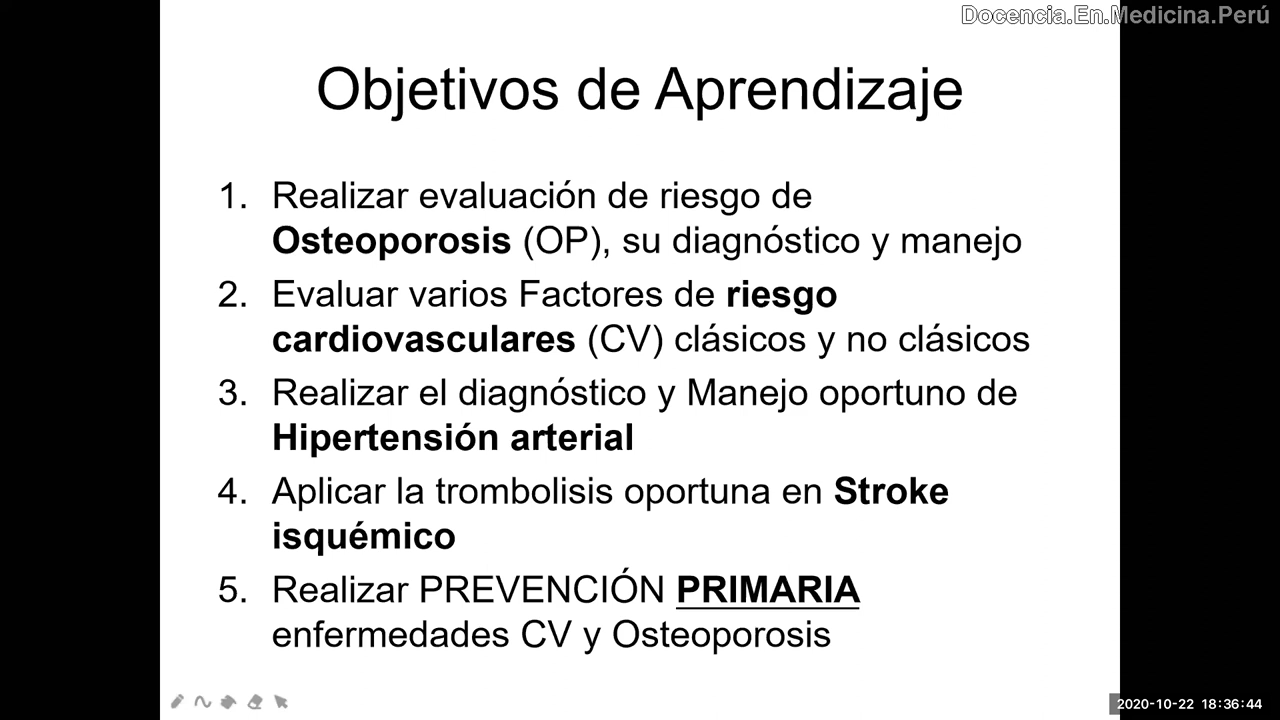 Docencia.En.Medicina.Perú
Objetivos de Aprendizaje
1. Realizar evaluación de riesgo de
Osteoporosis (OP), su diagnóstico y manejo
2. Evaluar varios Factores de riesgo
cardiovasculares (CV) clásicos y no clásicos
3. Realizar el diagnóstico y Manejo oportuno de
Hipertensión arterial
4. Aplicar la trombolisis oportuna en Stroke
isquémico
5. Realizar PREVENCIÓN PRIMARIA
enfermedades CV y Osteoporosis
2020-10-22 18:36:44